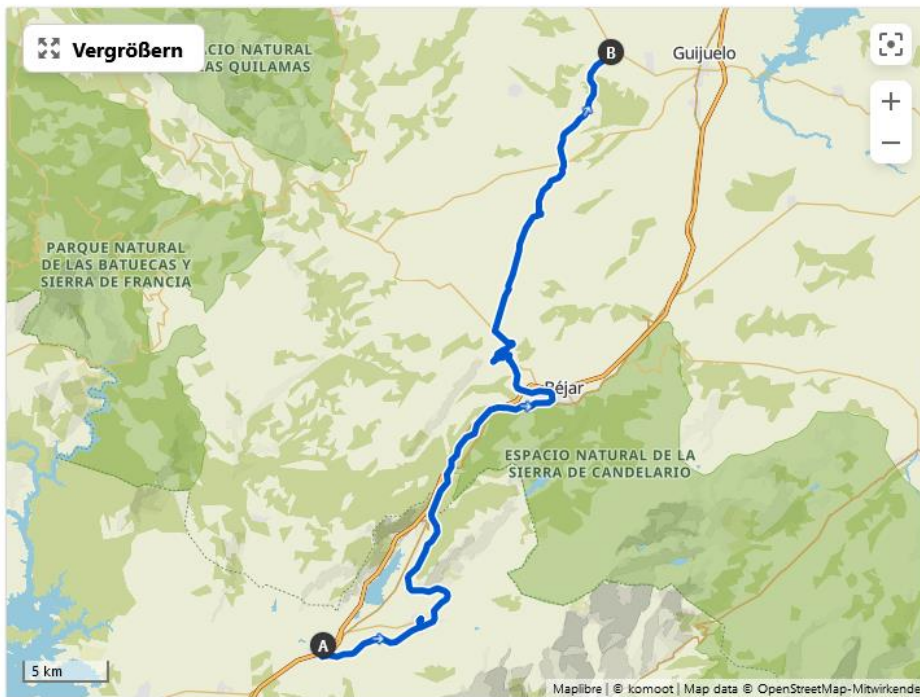 Vergrößern
ACIO NATURAL
AS QUILAMAS
B
Guijuelo
+
−
PARQUE NATURAL
DE LAS BATUECAS Y
SIERRA DE FRANCIA
Béjar
ESPACIO NATURAL DE LA
SIERRA DE CANDELARIO
A
5 km
Maplibre | © komoot | Map data © OpenStreetMap-Mitwirkende